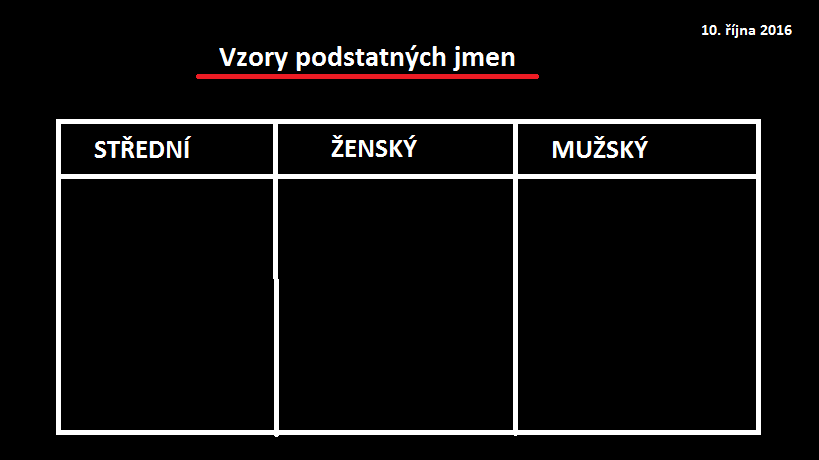 10. října 2016
Vzory podstatných jmen
STŘEDNÍ ŽENSKÝ MUŽSKÝ